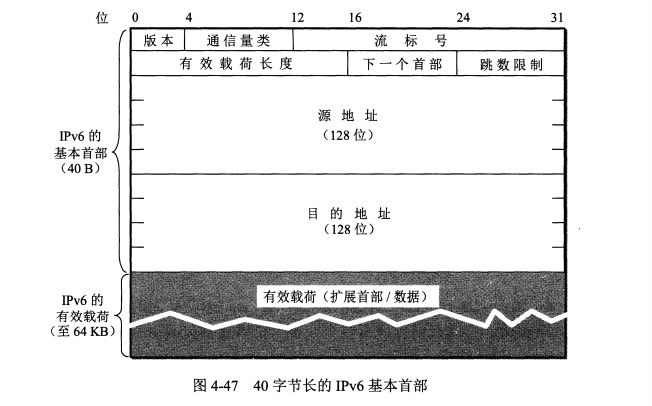 位 0 4 12 16 24 31
版本 通信量类 流标号
有效载荷长度 下一个首部 跳数限制
源地址
（128 位）
IPv6 的
基本首部
（40 B）
目的地址
（128 位）
有效载荷（扩展首部 / 数据）
IPv6 的
有效载荷
（至 64 KB）
图 4-47 40 字节长的 IPv6 基本首部